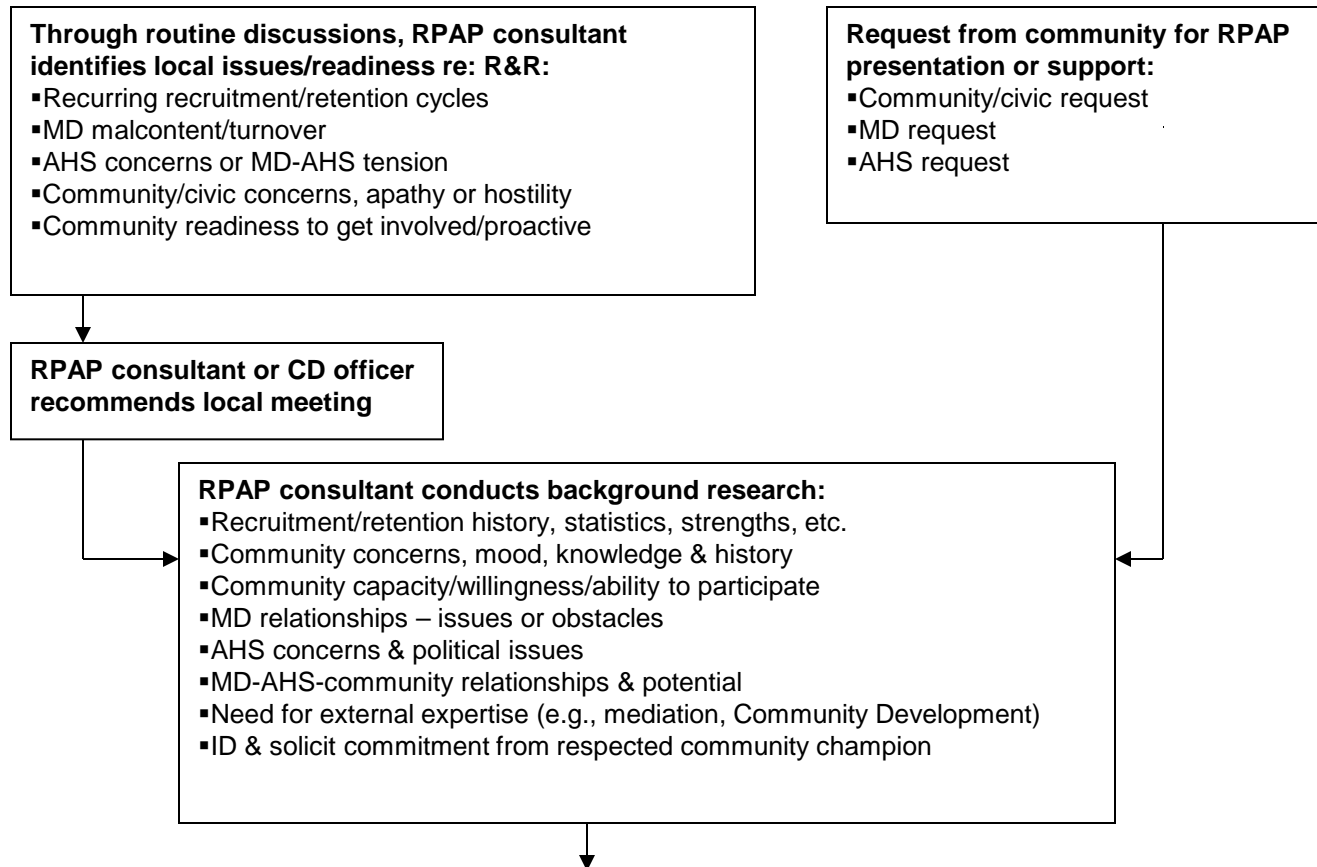 Through routine discussions, RPAP consultant
identifies local issues/readiness re: R&R:
▪Recurring recruitment/retention cycles
▪MD malcontent/turnover
▪AHS concerns or MD-AHS tension
▪Community/civic concerns, apathy or hostility
▪Community readiness to get involved/proactive
Request from community for RPAP
presentation or support:
▪Community/civic request
▪MD request
▪AHS request
RPAP consultant or CD officer
recommends local meeting
RPAP consultant conducts background research:
▪Recruitment/retention history, statistics, strengths, etc.
▪Community concerns, mood, knowledge & history
▪Community capacity/willingness/ability to participate
▪MD relationships – issues or obstacles
▪AHS concerns & political issues
▪MD-AHS-community relationships & potential
▪Need for external expertise (e.g., mediation, Community Development)
▪ID & solicit commitment from respected community champion